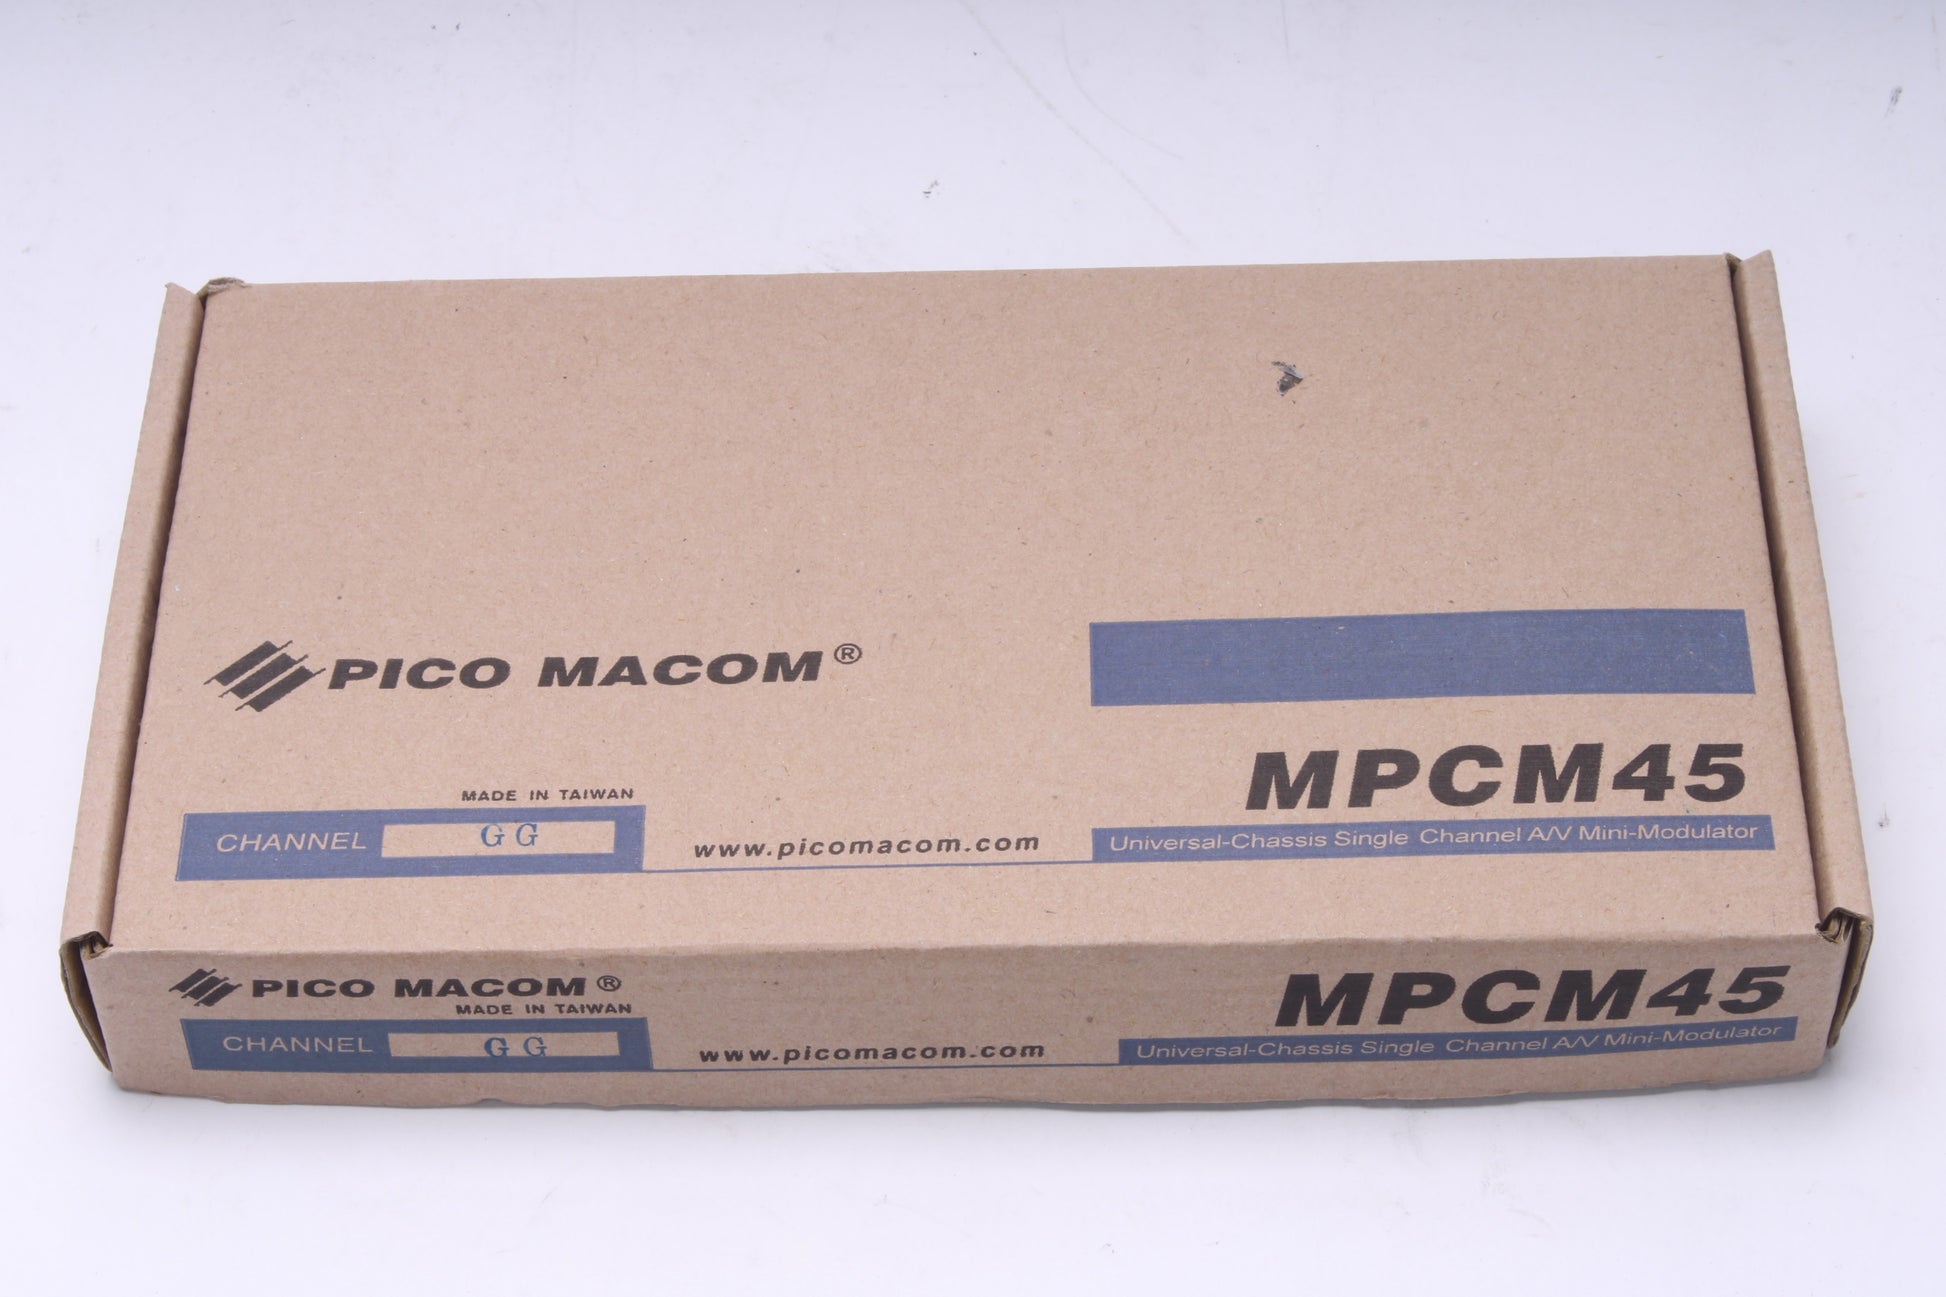 PICO MACOM®
MPCM45
MADE IN TAIWAN
CHANNEL GG
www.picomacom.com
Universal-Chassis Single Channel A/V Mini-Modulator
PICO MACOM®
MPCM45
MADE IN TAIWAN
CHANNEL GG
www.picomacom.com
Universal-Chassis Single Channel A/V Mini-Modulator